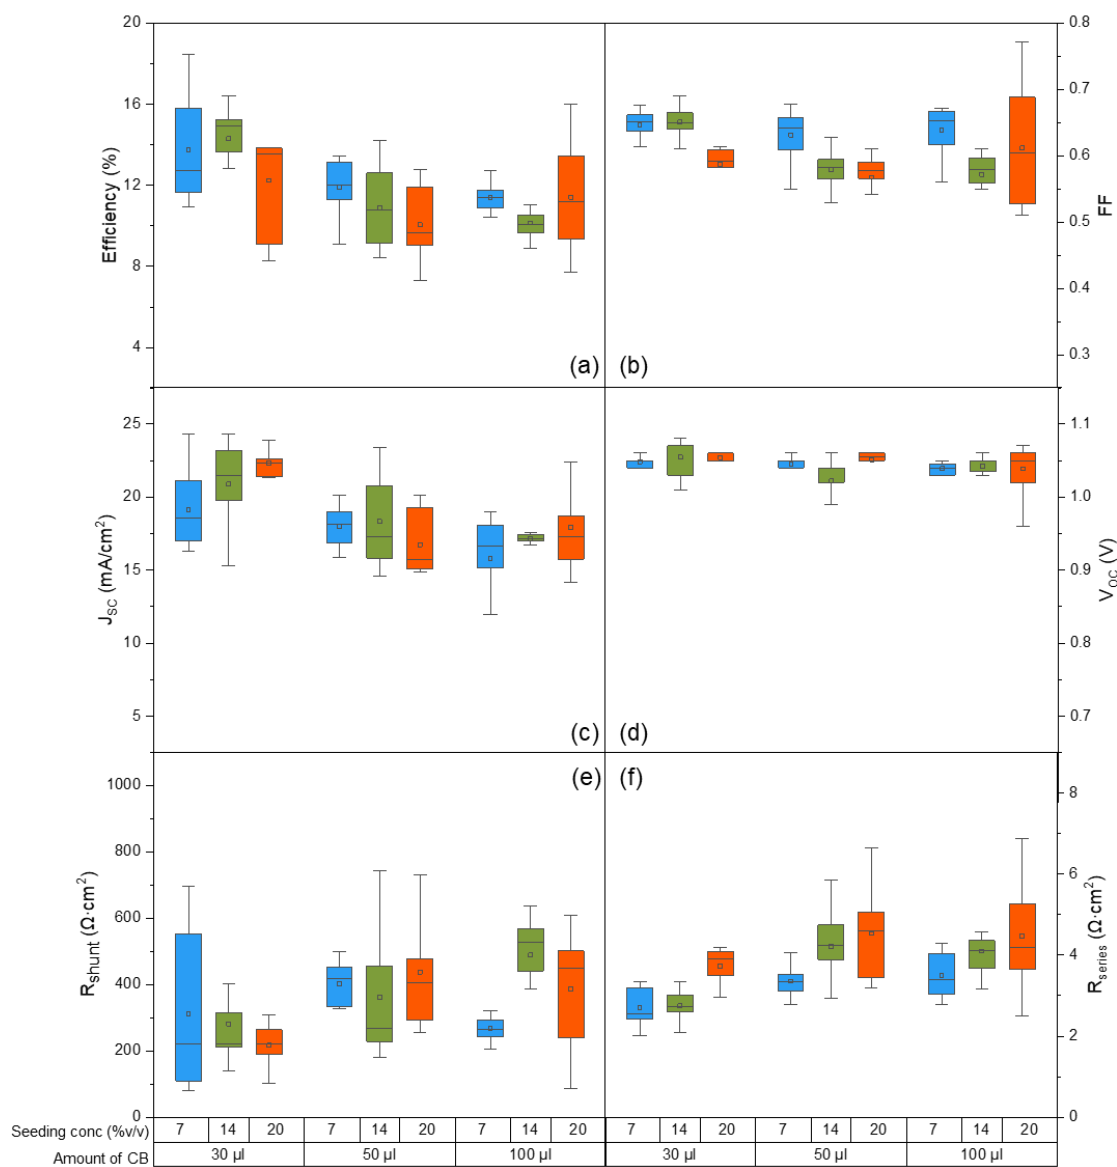 20
16
12
8
4
Efficiency (%)
(a)
(b)
0.8
0.7
0.6
0.5
0.4
0.3
FF
25
20
15
10
5
J_SC (mA/cm²)
(c)
(d)
1.1
1.0
0.9
0.8
0.7
V_OC (V)
1000
800
600
400
200
0
R_shunt (Ω·cm²)
(e)
(f)
8
6
4
2
0
R_series (Ω·cm²)
Seeding conc (%v/v) 7 14 20 7 14 20 7 14 20 7 14 20 7 14 20 7 14 20
Amount of CB 30 µl 50 µl 100 µl 30 µl 50 µl 100 µl